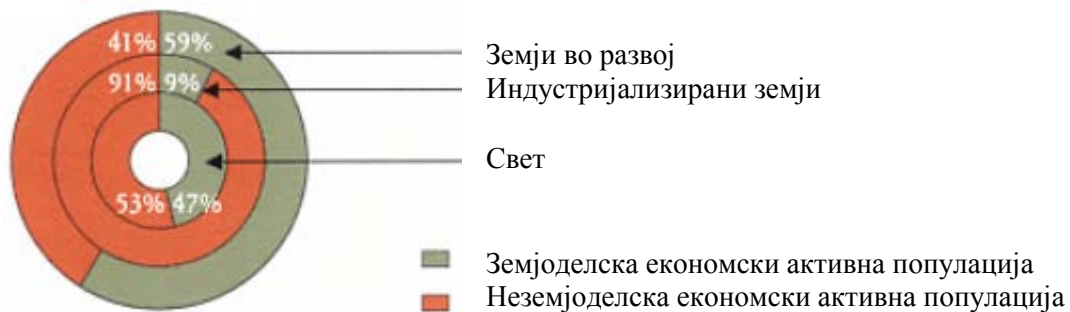 41% 59%
Земји во развој
91% 9%
Индустријализирани земји
Свет
53% 47%
Земјоделска економски активна популација
Неземјоделска економски активна популација